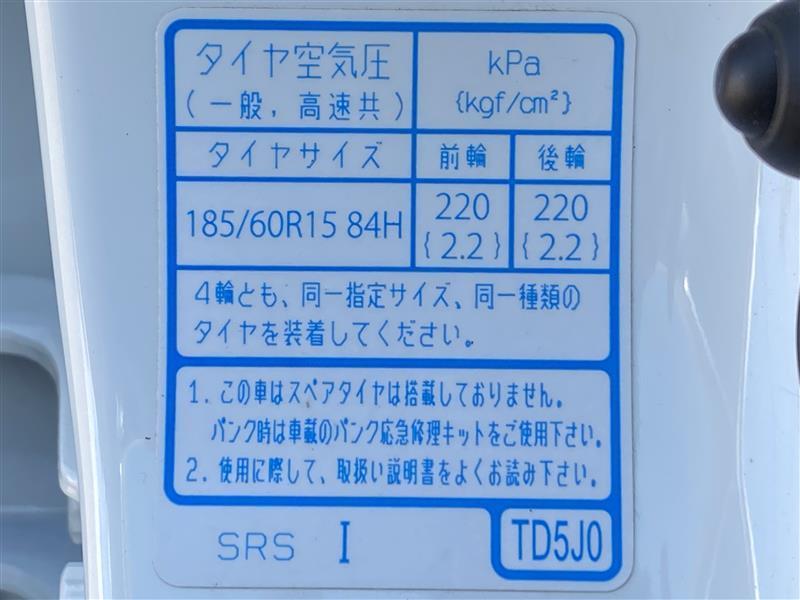 タイヤ空気圧 kPa
(一般，高速共) {kgf/cm²}
タイヤサイズ 前輪 後輪
185/60R15 84H 220 220
{2.2} {2.2}
4輪とも、同一指定サイズ、同一種類の
タイヤを装着してください。
1．この車はスペアタイヤは搭載しておりません。
パンク時は車載のパンク応急修理キットをご使用下さい。
2．使用に際して、取扱い説明書をよくお読み下さい。
SRS I TD5J0